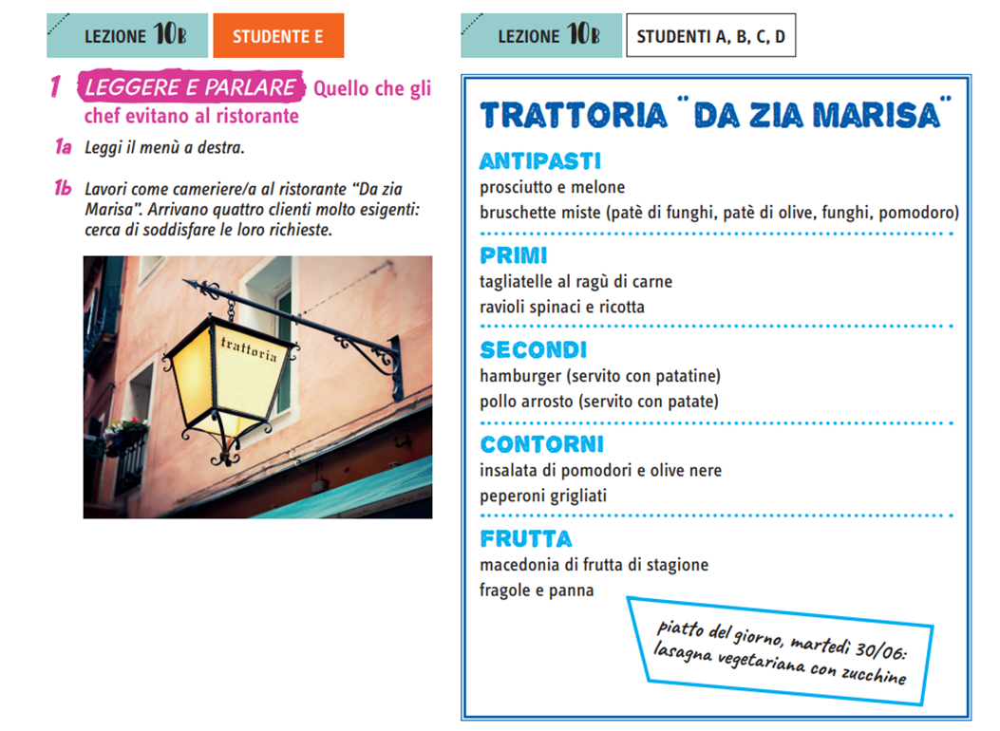 LEZIONE 10B
STUDENTE E
1 LEGGERE E PARLARE Quello che gli
chef evitano al ristorante
1a Leggi il menù a destra.
1b Lavori come cameriere/a al ristorante “Da zia
Marisa”. Arrivano quattro clienti molto esigenti:
cerca di soddisfare le loro richieste.
trattoria
LEZIONE 10B
STUDENTI A, B, C, D
TRATTORIA "DA ZIA MARISA"
ANTIPASTI
prosciutto e melone
bruschette miste (patè di funghi, patè di olive, funghi, pomodoro)
PRIMI
tagliatelle al ragù di carne
ravioli spinaci e ricotta
SECONDI
hamburger (servito con patatine)
pollo arrosto (servito con patate)
CONTORNI
insalata di pomodori e olive nere
peperoni grigliati
FRUTTA
macedonia di frutta di stagione
fragole e panna
piatto del giorno, martedì 30/06:
lasagna vegetariana con zucchine